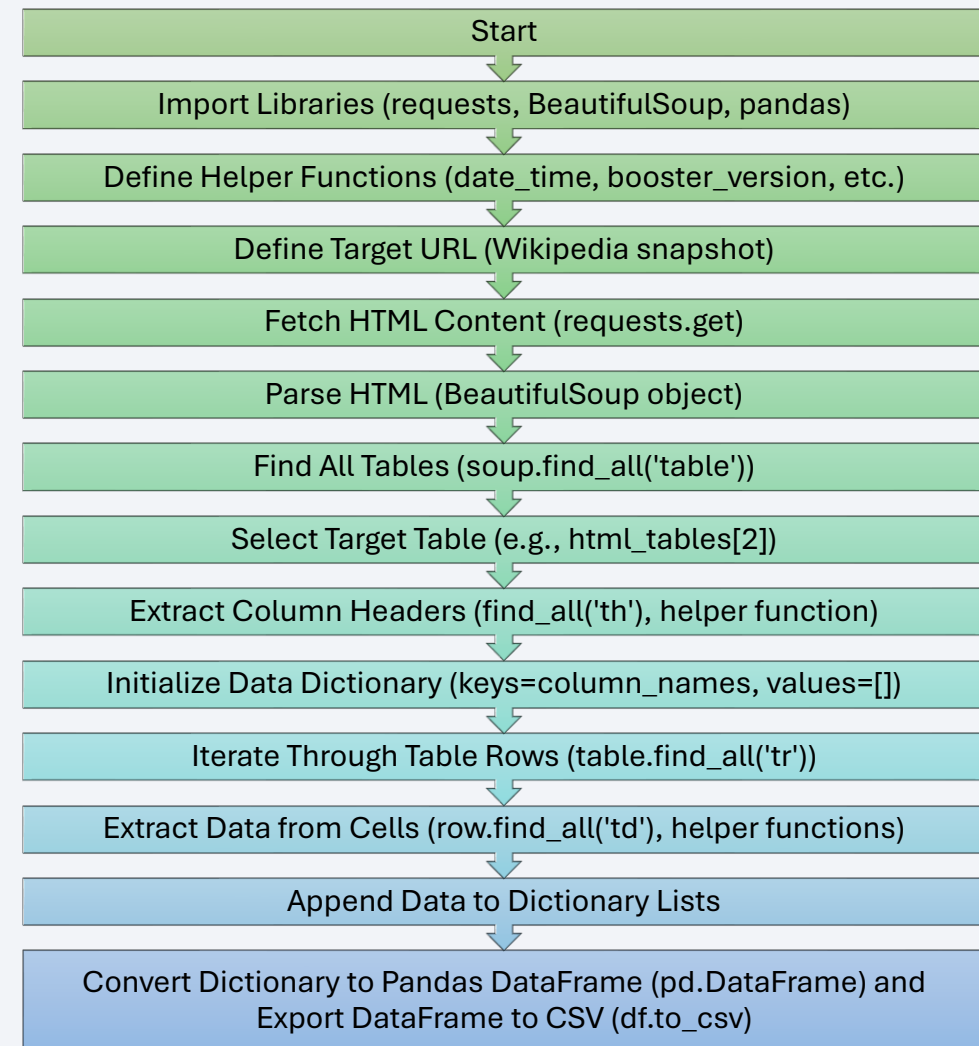 Start
Import Libraries (requests, BeautifulSoup, pandas)
Define Helper Functions (date_time, booster_version, etc.)
Define Target URL (Wikipedia snapshot)
Fetch HTML Content (requests.get)
Parse HTML (BeautifulSoup object)
Find All Tables (soup.find_all('table'))
Select Target Table (e.g., html_tables[2])
Extract Column Headers (find_all('th'), helper function)
Initialize Data Dictionary (keys=column_names, values=[])
Iterate Through Table Rows (table.find_all('tr'))
Extract Data from Cells (row.find_all('td'), helper functions)
Append Data to Dictionary Lists
Convert Dictionary to Pandas DataFrame (pd.DataFrame) and
Export DataFrame to CSV (df.to_csv)